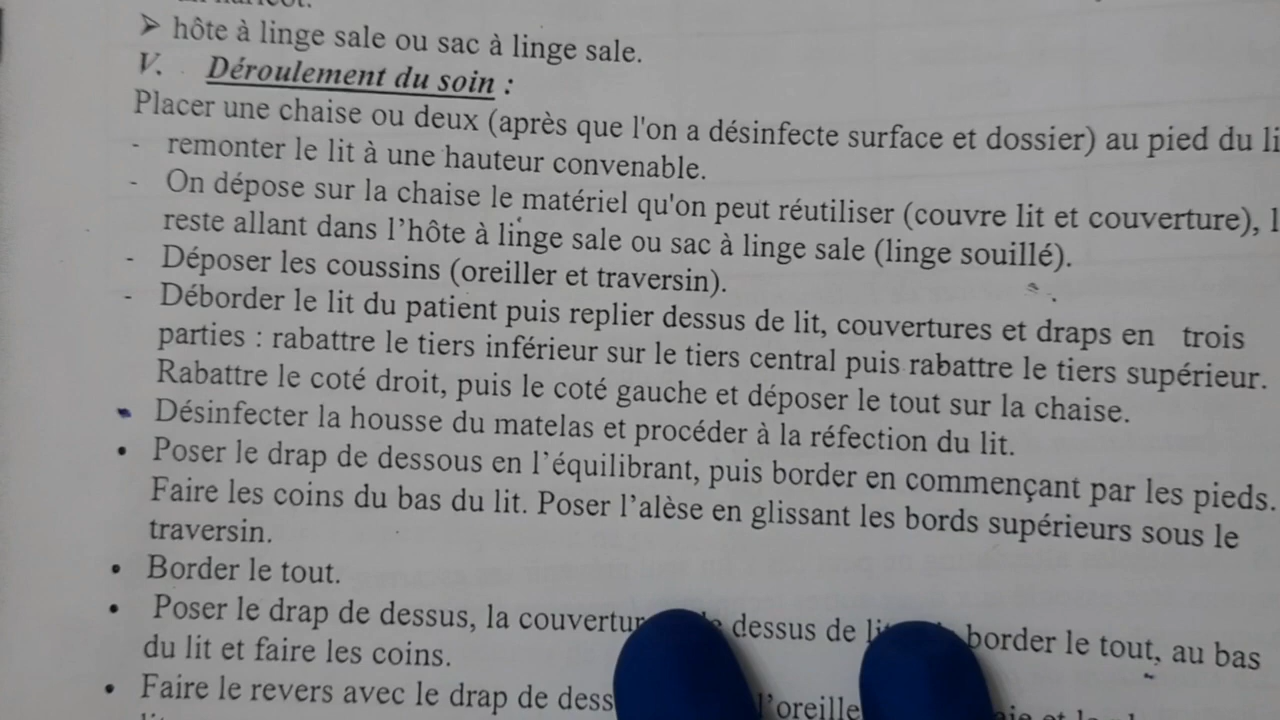 ➤ hôte à linge sale ou sac à linge sale.
V. Déroulement du soin :
Placer une chaise ou deux (après que l'on a désinfecte surface et dossier) au pied du
- remonter le lit à une hauteur convenable.
- On dépose sur la chaise le matériel qu'on peut réutiliser (couvre lit et couverture),
reste allant dans l'hôte à linge sale ou sac à linge sale (linge souillé).
- Déposer les coussins (oreiller et traversin).
- Déborder le lit du patient puis replier dessus de lit, couvertures et draps en trois
parties : rabattre le tiers inférieur sur le tiers central puis rabattre le tiers supérieur.
Rabattre le coté droit, puis le coté gauche et déposer le tout sur la chaise.
- Désinfecter la housse du matelas et procéder à la réfection du lit.
• Poser le drap de dessous en l'équilibrant, puis border en commençant par les pieds.
Faire les coins du bas du lit. Poser l'alèse en glissant les bords supérieurs sous le
traversin.
• Border le tout.
• Poser le drap de dessus, la dessus de border le tout, au bas
du lit et faire les coins.
• Faire le revers avec le drap de